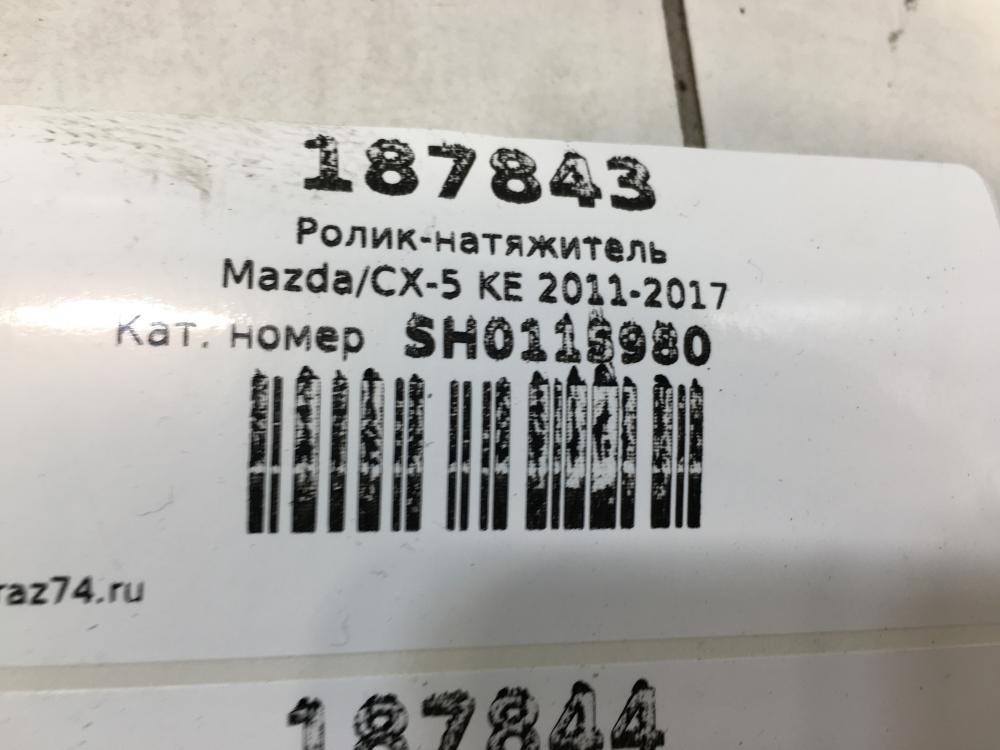 187843
Ролик-натяжитель
Mazda/CX-5 KE 2011-2017
Кат. номер SH0115980
raz74.ru
187844